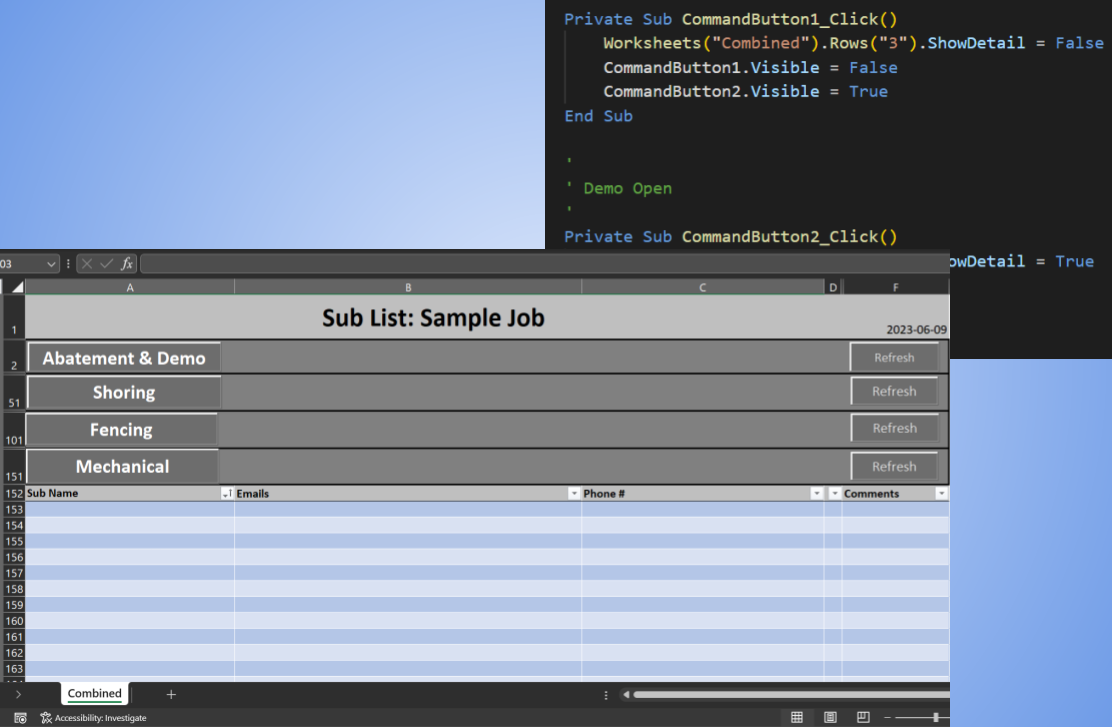 Private Sub CommandButton1_Click()
Worksheets("Combined").Rows("3").ShowDetail = False
CommandButton1.Visible = False
CommandButton2.Visible = True
End Sub
'
' Demo Open
'
Private Sub CommandButton2_Click()
owDetail = True
03 fx
A B C D F
1 Sub List: Sample Job 2023-06-09
2 Abatement & Demo Refresh
51 Shoring Refresh
101 Fencing Refresh
151 Mechanical Refresh
152 Sub Name Emails Phone # Comments
153
154
155
156
157
158
159
160
161
162
163
Combined +
Accessibility: Investigate